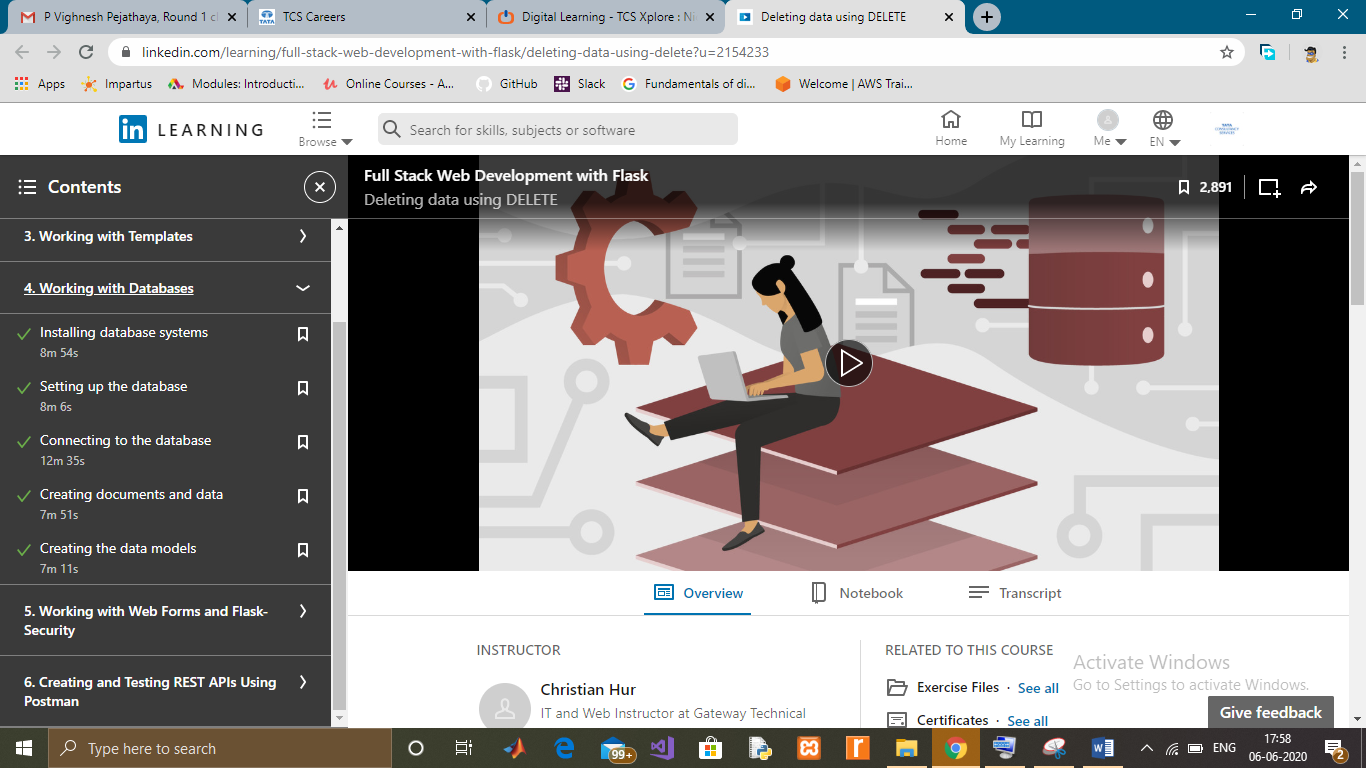 P Vighnesh Pejathaya, Round 1 cl
TCS Careers
Digital Learning - TCS Xplore : Ni
Deleting data using DELETE
linkedin.com/learning/full-stack-web-development-with-flask/deleting-data-using-delete?u=2154233
Apps
Impartus
Modules: Introducti...
Online Courses - A...
GitHub
Slack
Fundamentals of di...
Welcome | AWS Trai...
in LEARNING
Browse
Search for skills, subjects or software
Home
My Learning
Me
EN
TATA
CONSULTANCY
SERVICES
Contents
Full Stack Web Development with Flask
Deleting data using DELETE
2,891
3. Working with Templates
4. Working with Databases
Installing database systems
8m 54s
Setting up the database
8m 6s
Connecting to the database
12m 35s
Creating documents and data
7m 51s
Creating the data models
7m 11s
5. Working with Web Forms and Flask-
Security
6. Creating and Testing REST APIs Using
Postman
Overview
Notebook
Transcript
INSTRUCTOR
Christian Hur
IT and Web Instructor at Gateway Technical
RELATED TO THIS COURSE
Exercise Files · See all
Certificates · See all
Activate Windows
Go to Settings to activate Windows.
Give feedback
Type here to search
99+
ENG
17:58
06-06-2020
2